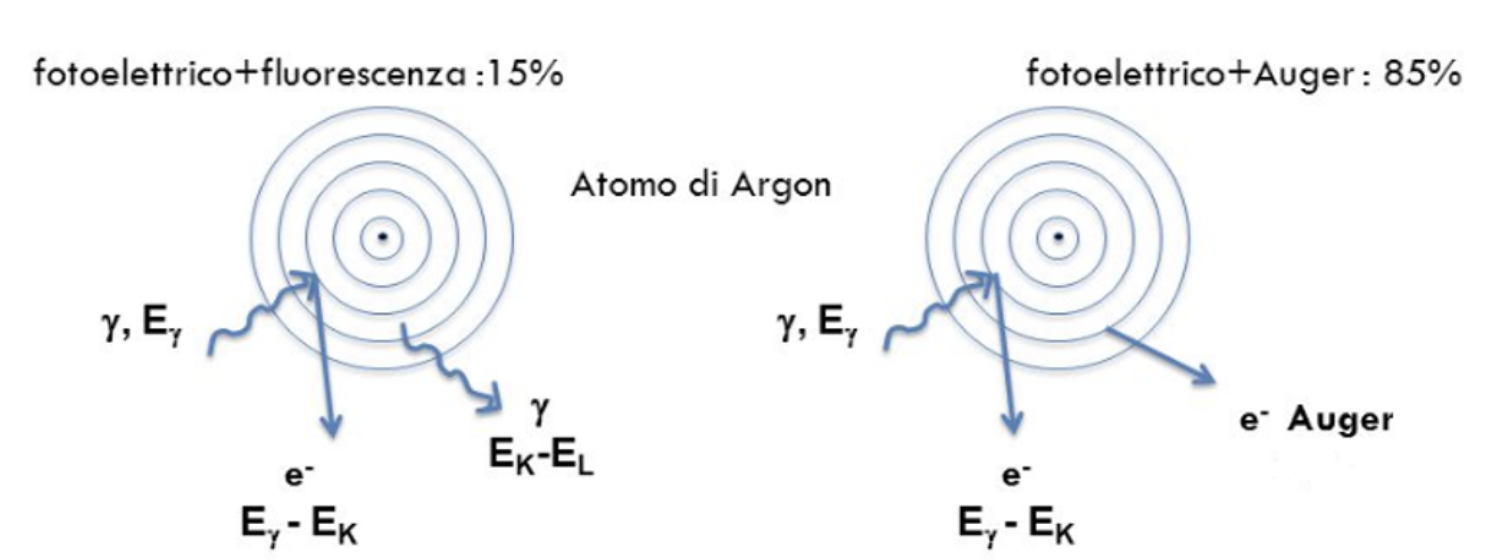 fotoelettrico+fluorescenza :15%
fotoelettrico+Auger : 85%
Atomo di Argon
γ, Eγ
γ
EK-EL
e-
Eγ - EK
γ, Eγ
e- Auger
e-
Eγ - EK